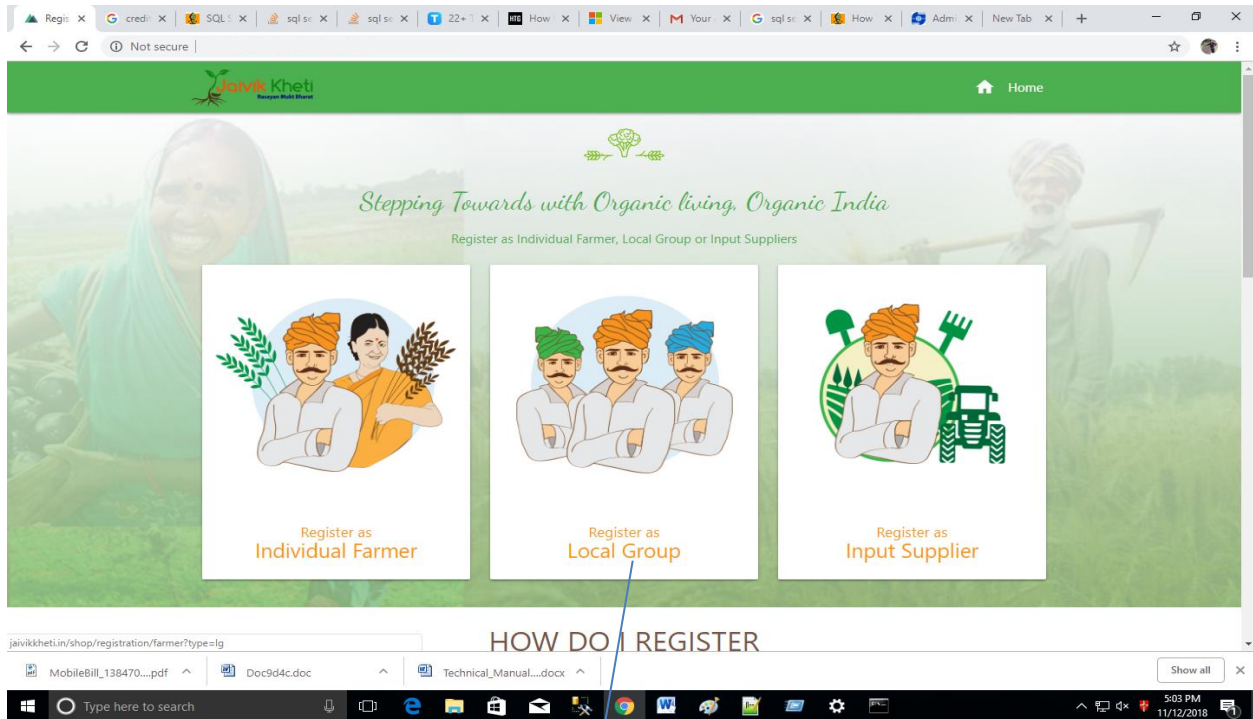 Regis
credit
SQL S
sql se
sql se
22+ T
HTG
How
View
Your
sql se
How
Admi
New Tab
Not secure
Jaivik Kheti
Rasayan Mukt Bharat
Home
Stepping Towards with Organic living, Organic India
Register as Individual Farmer, Local Group or Input Suppliers
Register as
Individual Farmer
Register as
Local Group
Register as
Input Supplier
HOW DO I REGISTER
jaivikkheti.in/shop/registration/farmer?type=lg
MobileBill_138470....pdf
Doc9d4c.doc
Technical_Manual....docx
Show all
Type here to search
5:03 PM
11/12/2018